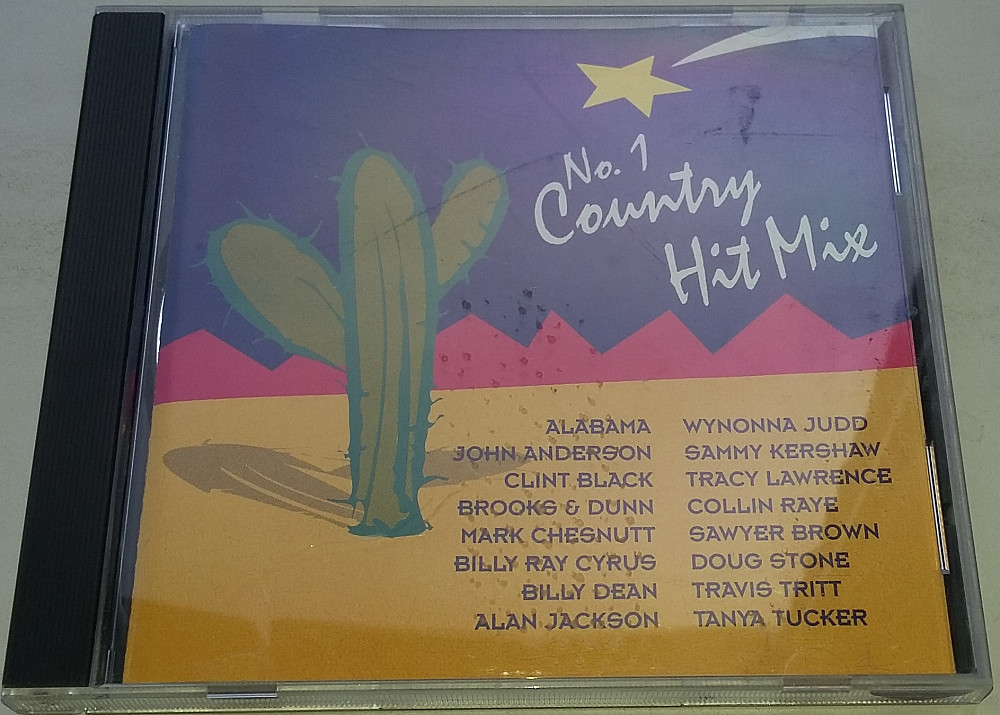 No. 1
Country
Hit Mix
ALABAMA
JOHN ANDERSON
CLINT BLACK
BROOKS & DUNN
MARK CHESNUTT
BILLY RAY CYRUS
BILLY DEAN
ALAN JACKSON
WYNONNA JUDD
SAMMY KERSHAW
TRACY LAWRENCE
COLLIN RAYE
SAWYER BROWN
DOUG STONE
TRAVIS TRITT
TANYA TUCKER